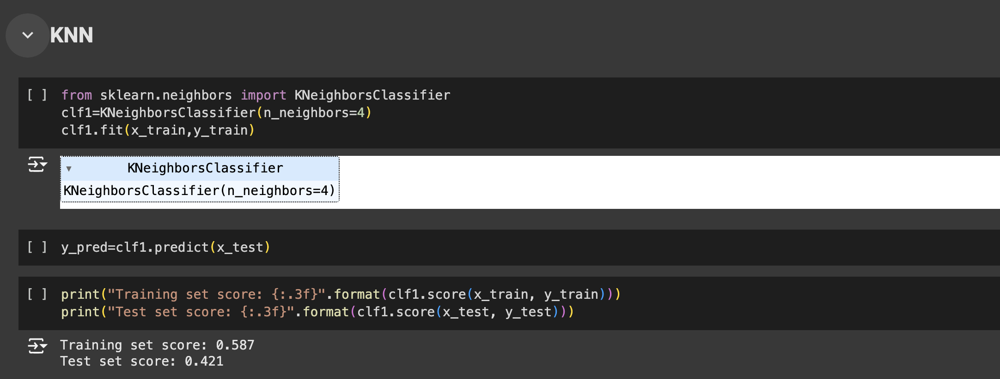 KNN
[ ] from sklearn.neighbors import KNeighborsClassifier
clf1=KNeighborsClassifier(n_neighbors=4)
clf1.fit(x_train,y_train)
▾ KNeighborsClassifier
KNeighborsClassifier(n_neighbors=4)
[ ] y_pred=clf1.predict(x_test)
[ ] print("Training set score: {:.3f}".format(clf1.score(x_train, y_train)))
print("Test set score: {:.3f}".format(clf1.score(x_test, y_test)))
Training set score: 0.587
Test set score: 0.421